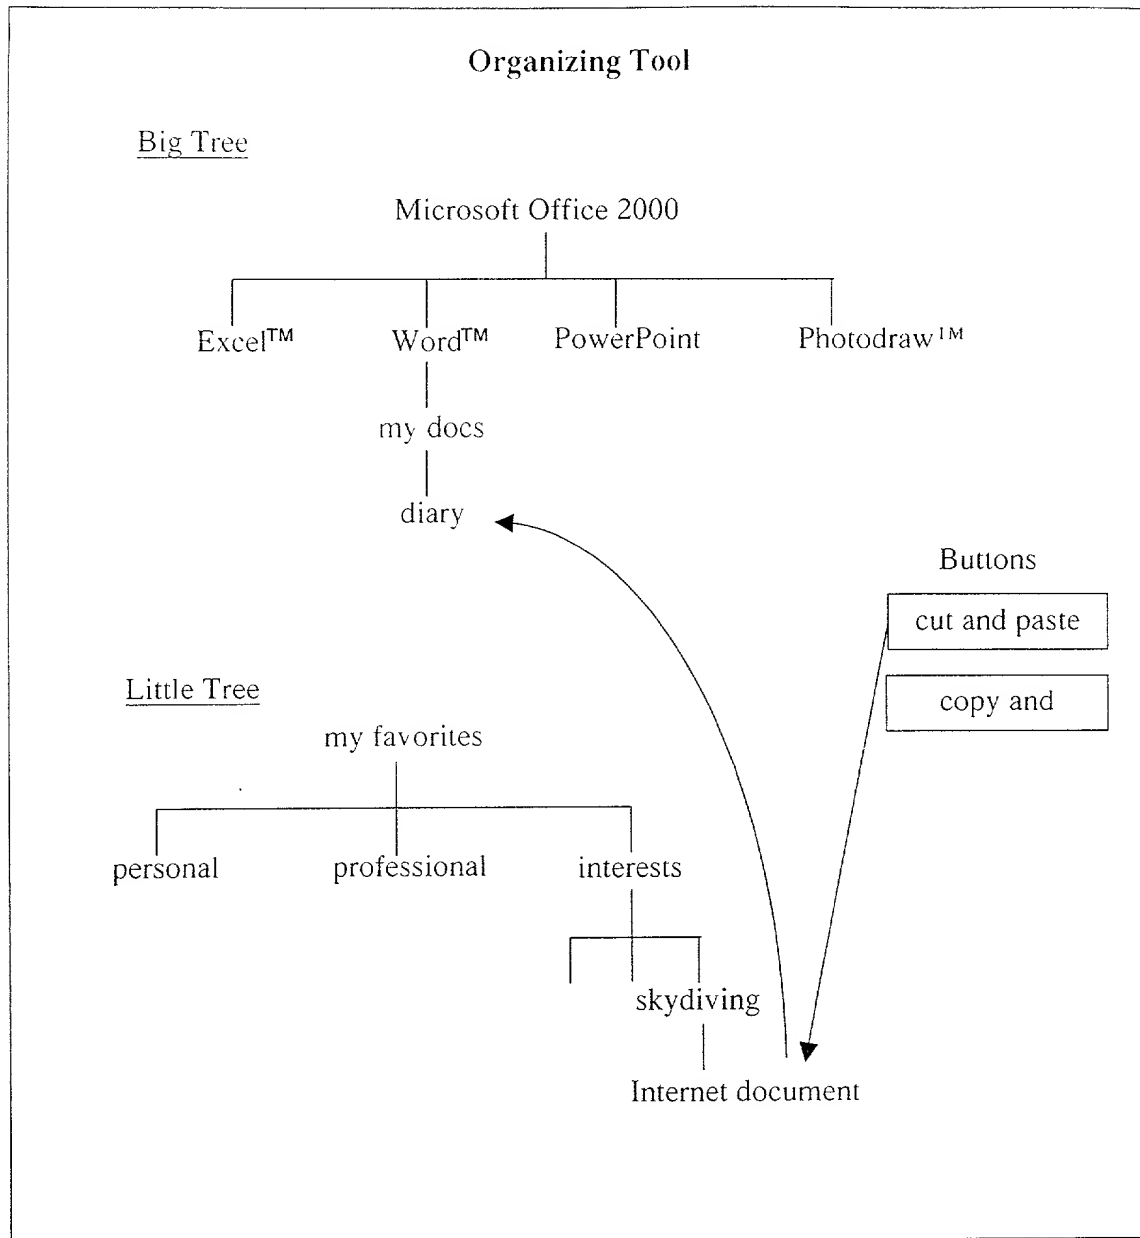 Organizing Tool
Big Tree
Microsoft Office 2000
Excel™ Word™ PowerPoint Photodraw™
my docs
diary
Buttons
cut and paste
copy and
Little Tree
my favorites
personal professional interests
skydiving
Internet document